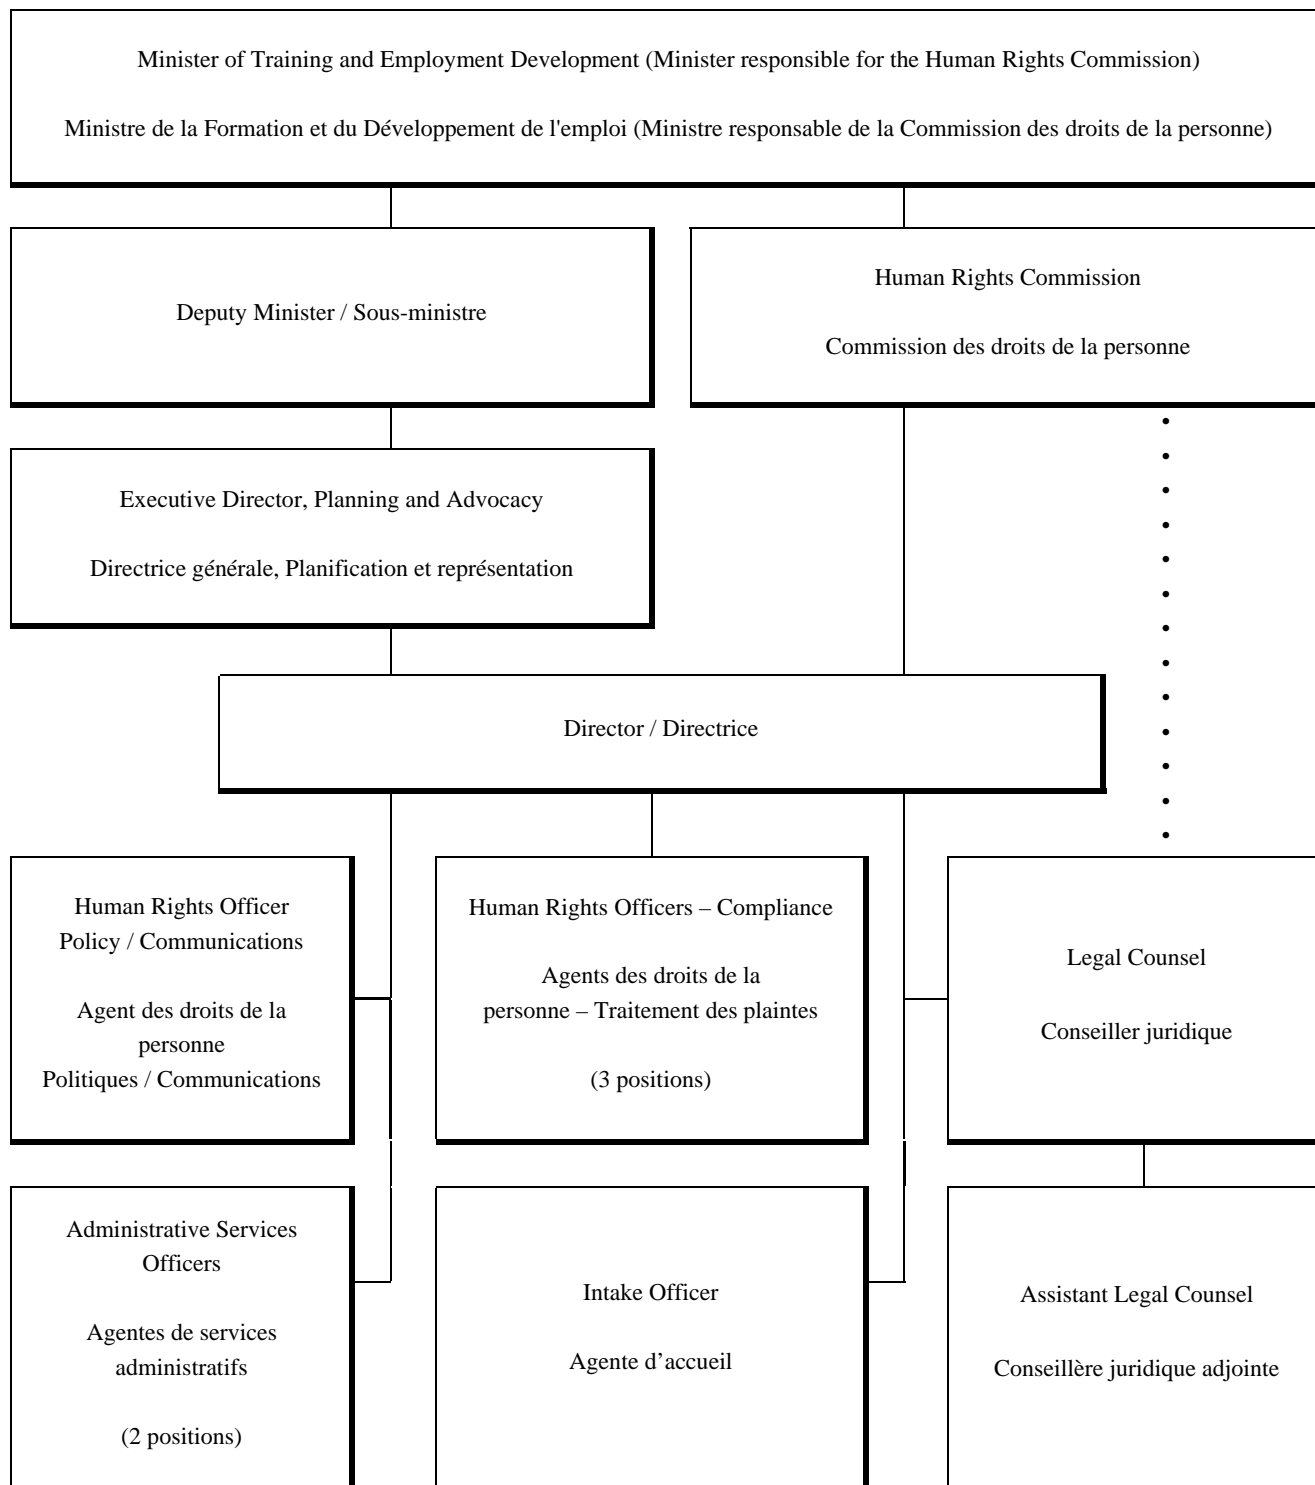 Minister of Training and Employment Development (Minister responsible for the Human Rights Commission)
Ministre de la Formation et du Développement de l'emploi (Ministre responsable de la Commission des droits de la personne)
Deputy Minister / Sous-ministre
Human Rights Commission
Commission des droits de la personne
Executive Director, Planning and Advocacy
Directrice générale, Planification et représentation
Director / Directrice
Human Rights Officer
Policy / Communications
Agent des droits de la
personne
Politiques / Communications
Human Rights Officers – Compliance
Agents des droits de la
personne – Traitement des plaintes
(3 positions)
Legal Counsel
Conseiller juridique
Administrative Services
Officers
Agentes de services
administratifs
(2 positions)
Intake Officer
Agente d’accueil
Assistant Legal Counsel
Conseillère juridique adjointe